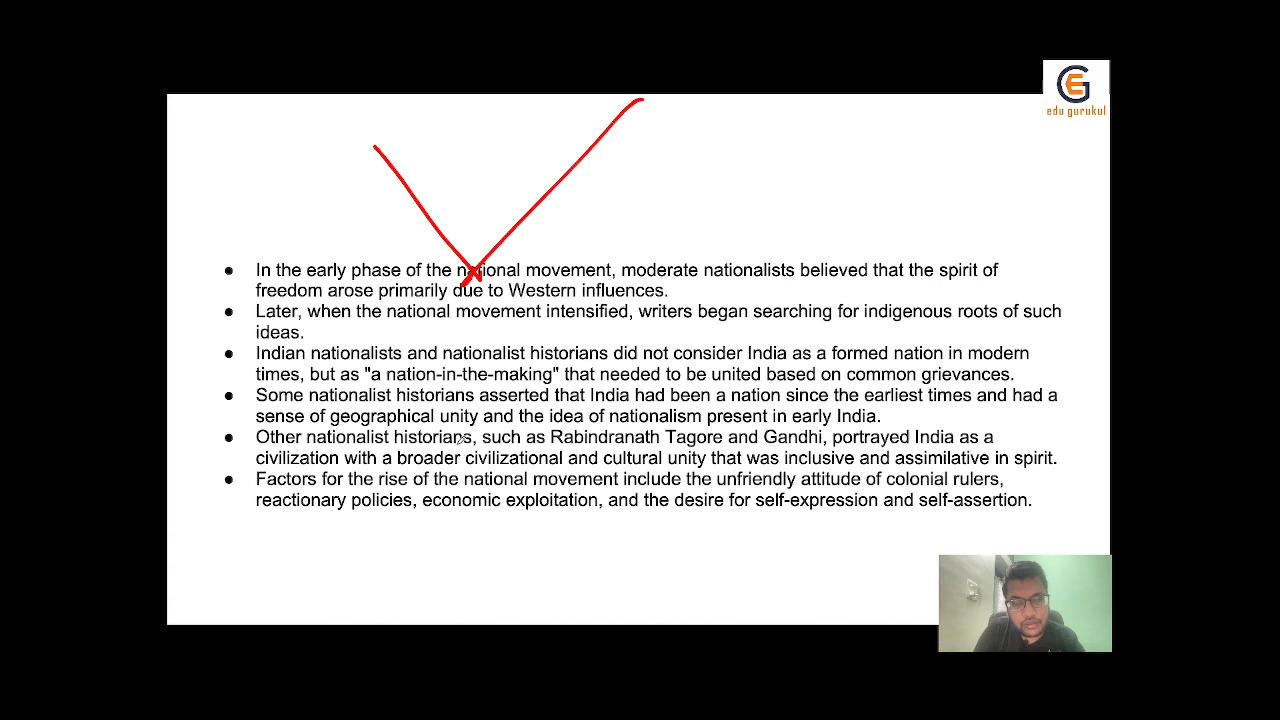 edu gurukul
In the early phase of the national movement, moderate nationalists believed that the spirit of
freedom arose primarily due to Western influences.
Later, when the national movement intensified, writers began searching for indigenous roots of such
ideas.
Indian nationalists and nationalist historians did not consider India as a formed nation in modern
times, but as "a nation-in-the-making" that needed to be united based on common grievances.
Some nationalist historians asserted that India had been a nation since the earliest times and had a
sense of geographical unity and the idea of nationalism present in early India.
Other nationalist historians, such as Rabindranath Tagore and Gandhi, portrayed India as a
civilization with a broader civilizational and cultural unity that was inclusive and assimilative in spirit.
Factors for the rise of the national movement include the unfriendly attitude of colonial rulers,
reactionary policies, economic exploitation, and the desire for self-expression and self-assertion.